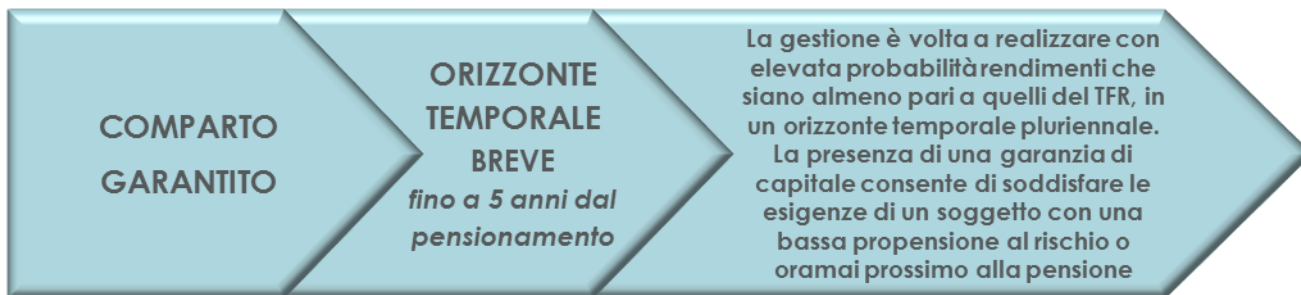 COMPARTO
GARANTITO
ORIZZONTE
TEMPORALE
BREVE
fino a 5 anni dal
pensionamento
La gestione è volta a realizzare con
elevata probabilità rendimenti che
siano almeno pari a quelli del TFR, in
un orizzonte temporale pluriennale.
La presenza di una garanzia di
capitale consente di soddisfare le
esigenze di un soggetto con una
bassa propensione al rischio o
oramai prossimo alla pensione